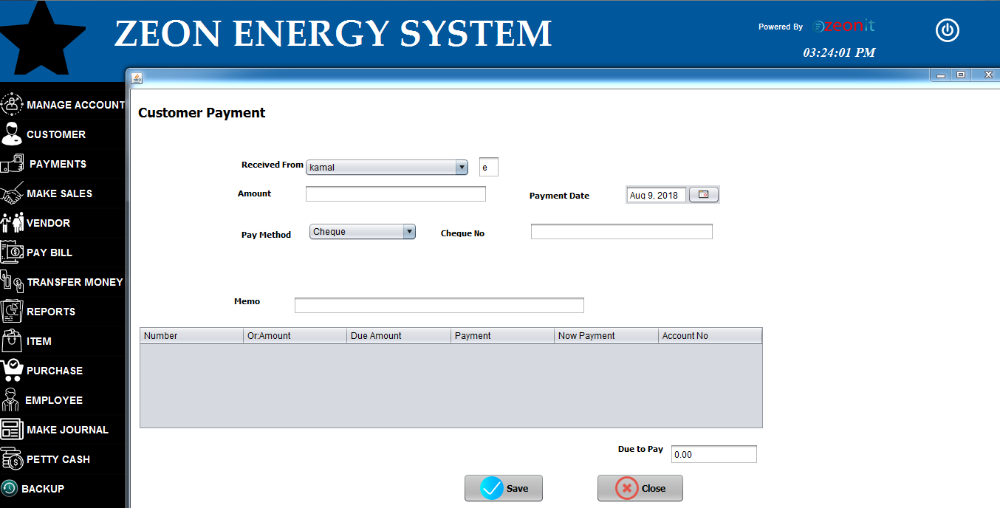 ZEON ENERGY SYSTEM
Powered By zeonit
03:24:01 PM
MANAGE ACCOUNT
CUSTOMER
PAYMENTS
MAKE SALES
VENDOR
PAY BILL
TRANSFER MONEY
REPORTS
ITEM
PURCHASE
EMPLOYEE
MAKE JOURNAL
PETTY CASH
BACKUP
Customer Payment
Received From kamal e
Amount
Payment Date Aug 9, 2018
Pay Method Cheque Cheque No
Memo
Number Or:Amount Due Amount Payment Now Payment Account No
Due to Pay 0.00
Save Close